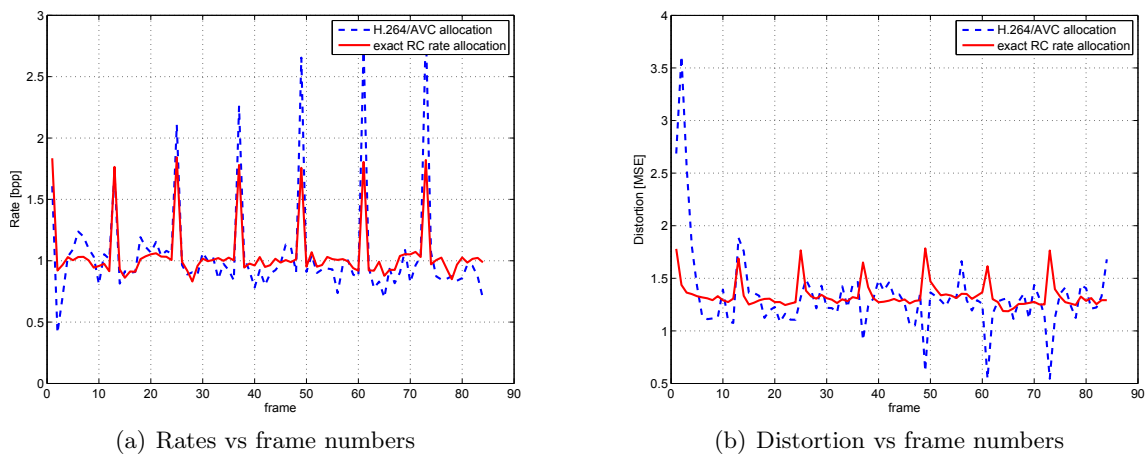 3
2.5
2
1.5
1
0.5
0
Rate [bpp]
H.264/AVC allocation
exact RC rate allocation
0 10 20 30 40 50 60 70 80 90
frame
(a) Rates vs frame numbers
4
3.5
3
2.5
2
1.5
1
0.5
Distortion [MSE]
H.264/AVC allocation
exact RC rate allocation
0 10 20 30 40 50 60 70 80 90
frame
(b) Distortion vs frame numbers